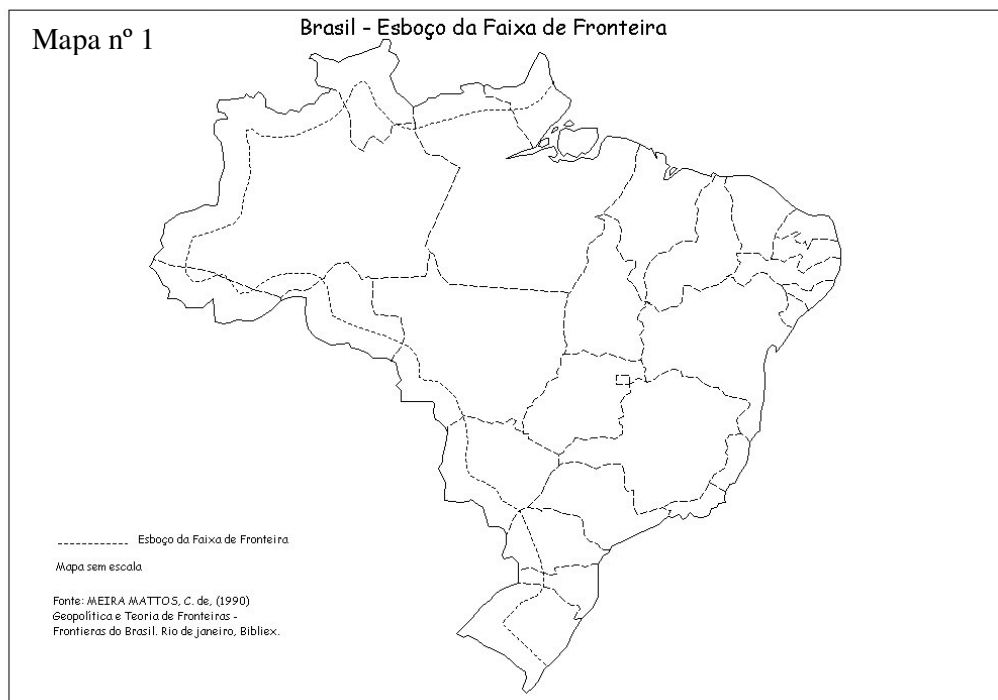 Brasil - Esboço da Faixa de Fronteira
Mapa nº 1
Esboço da Faixa de Fronteira
Mapa sem escala
Fonte: MEIRA MATTOS, C. de, (1990)
Geopolítica e Teoria de Fronteiras -
Frontieras do Brasil. Rio de janeiro, Bibliex.